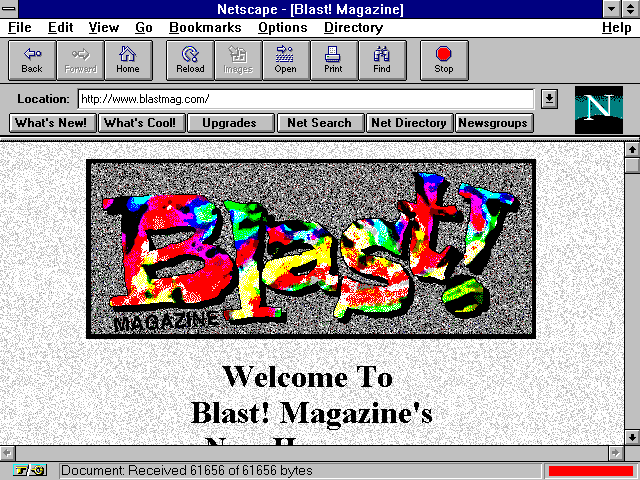 Netscape - [Blast! Magazine]
File Edit View Go Bookmarks Options Directory Help
Back Forward Home Reload Images Open Print Find Stop
Location: http://www.blastmag.com/
N
What's New! What's Cool! Upgrades Net Search Net Directory Newsgroups
Blast!
MAGAZINE
Welcome To
Blast! Magazine's
Document: Received 61656 of 61656 bytes